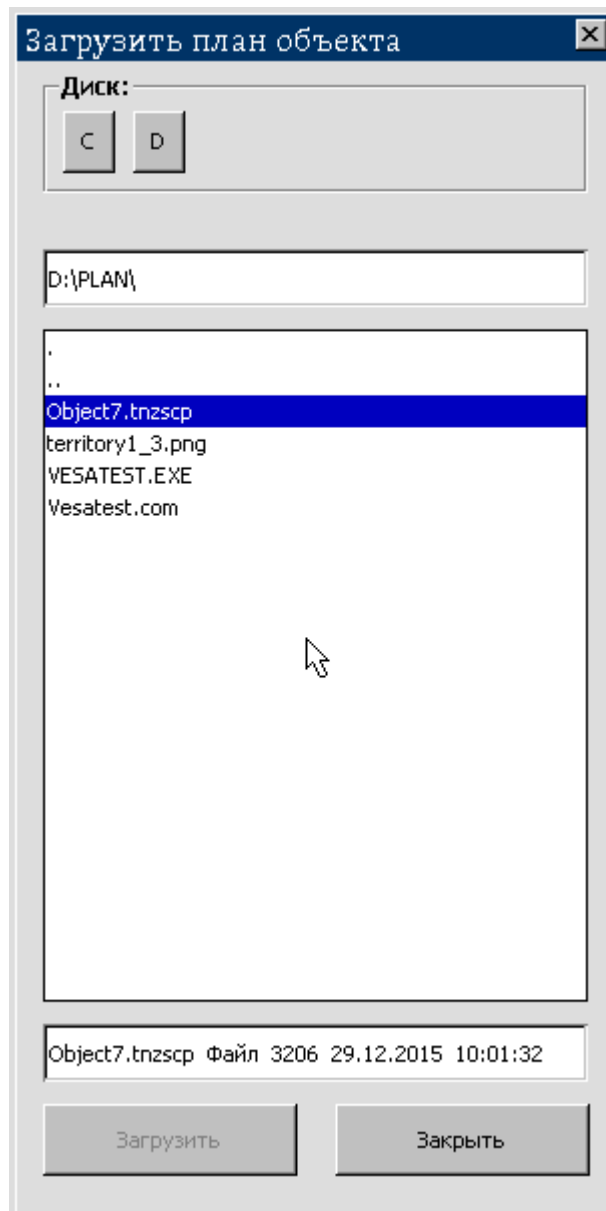 Загрузить план объекта
Диск:
C D
D:\PLAN\
.
..
Object7.tnzscp
territory1_3.png
VESATEST.EXE
Vesatest.com
Object7.tnzscp Файл 3206 29.12.2015 10:01:32
Загрузить Закрыть